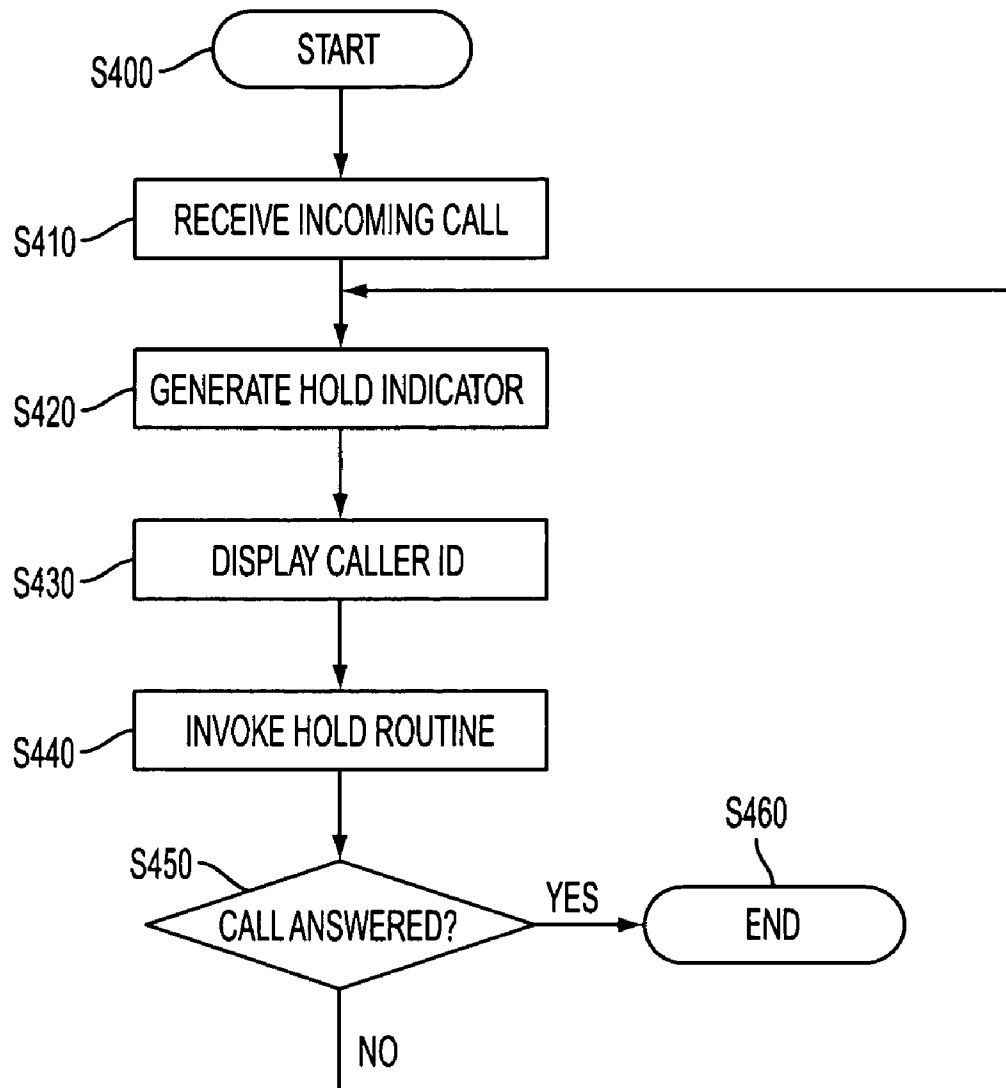 START
S400
RECEIVE INCOMING CALL
S410
GENERATE HOLD INDICATOR
S420
DISPLAY CALLER ID
S430
INVOKE HOLD ROUTINE
S440
S450
CALL ANSWERED?
YES
S460
END
NO